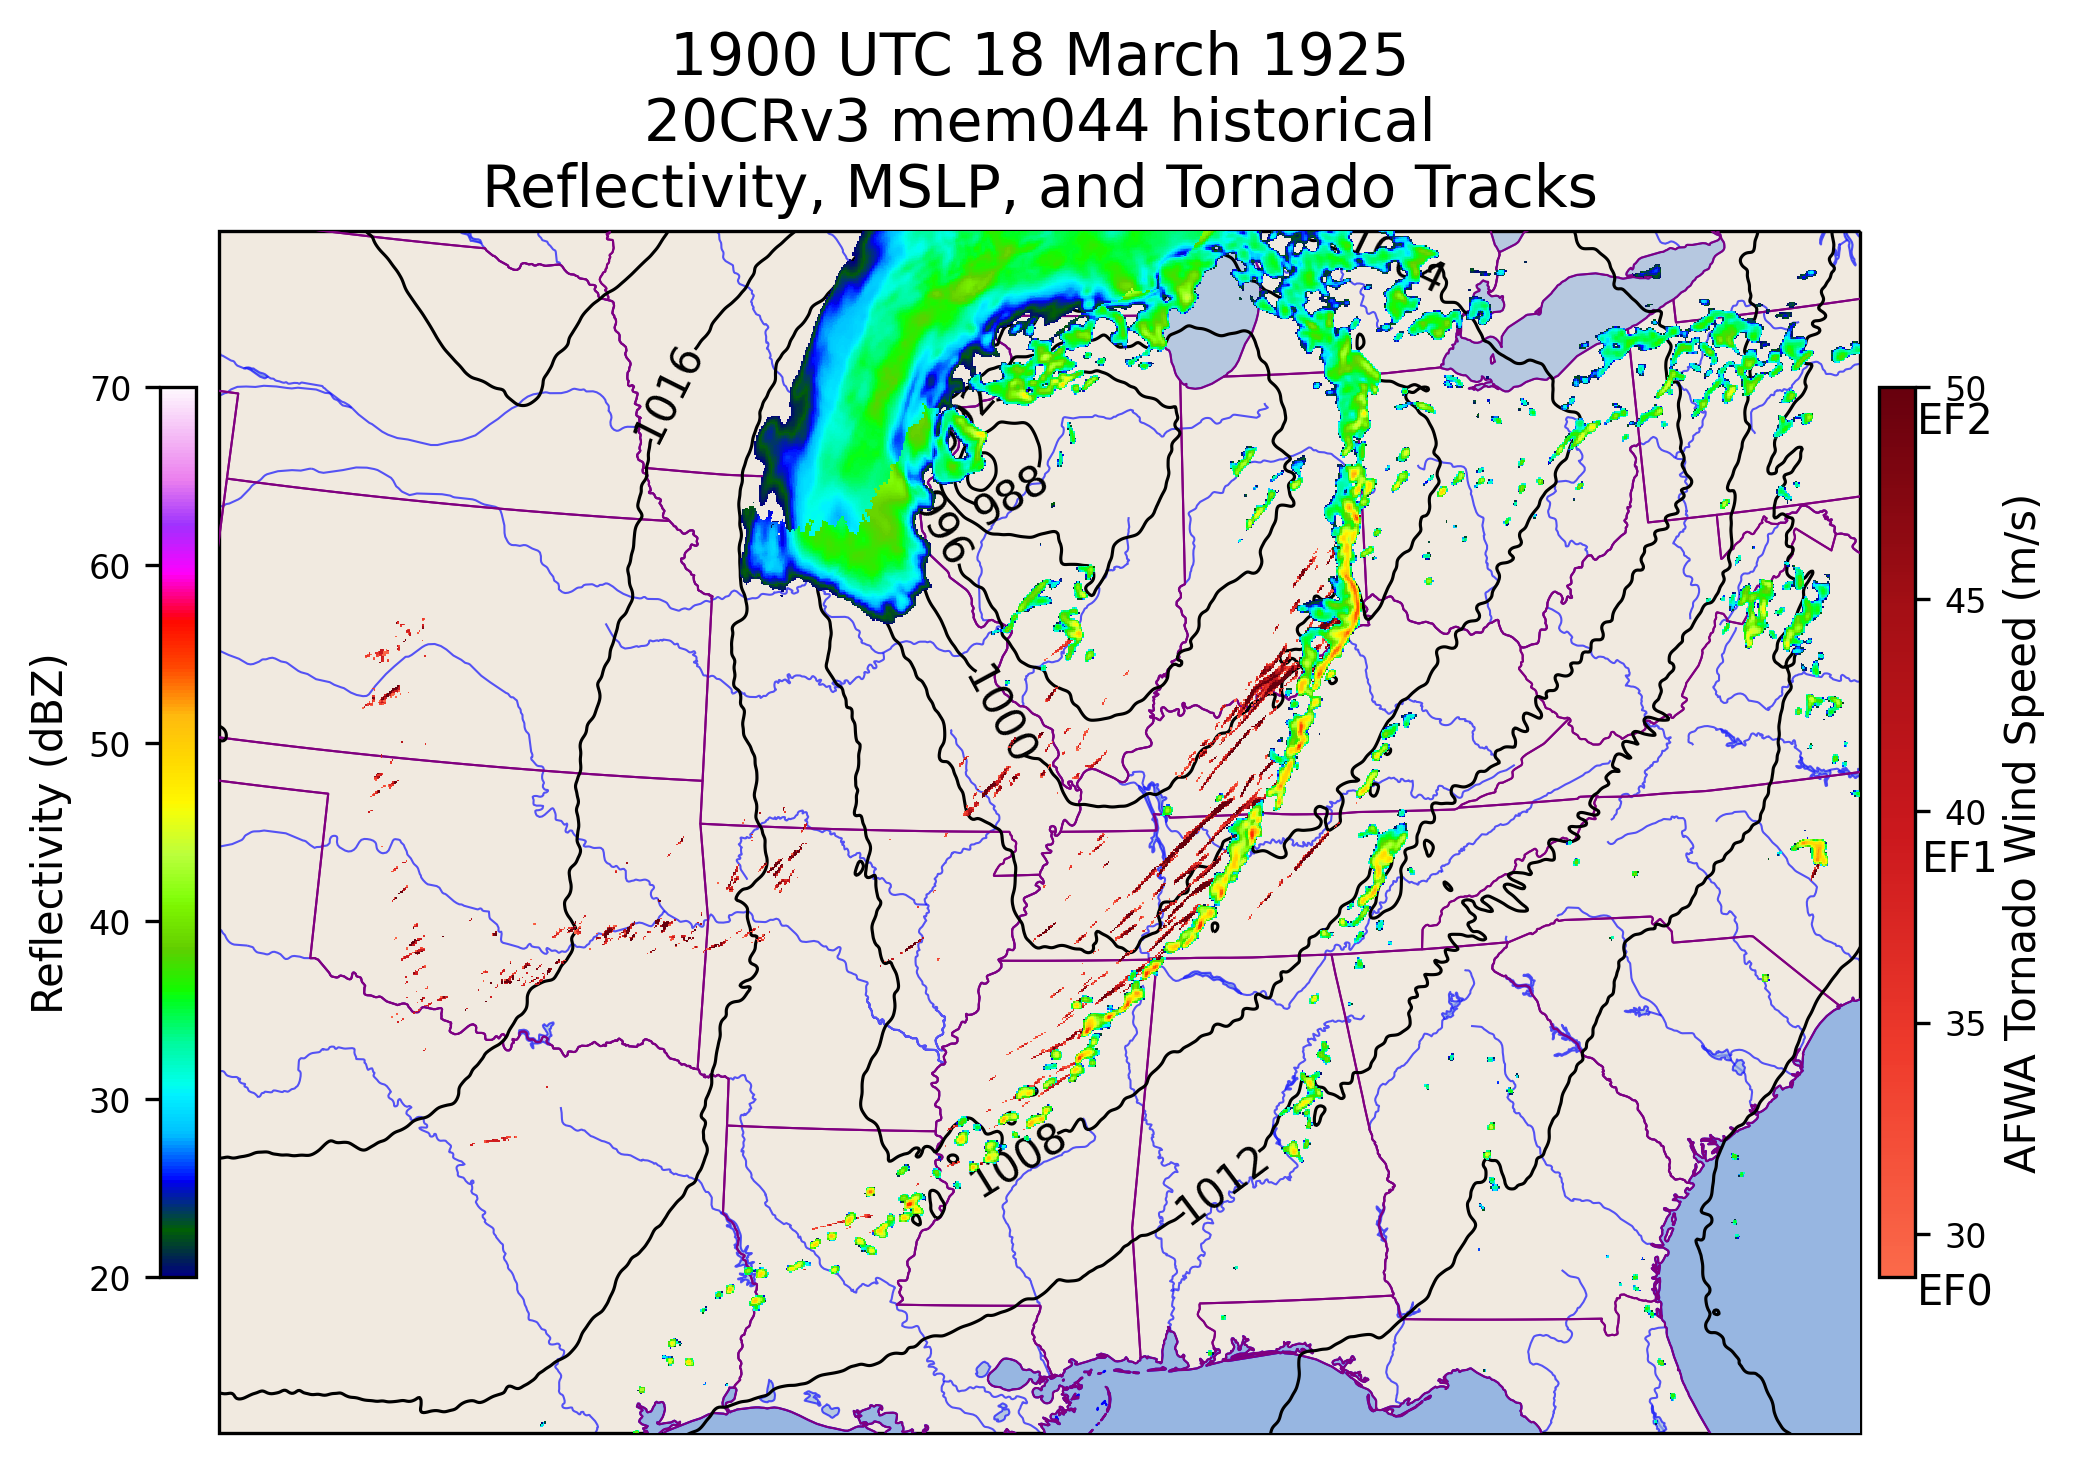 1900 UTC 18 March 1925
20CRv3 mem044 historical
Reflectivity, MSLP, and Tornado Tracks
Reflectivity (dBZ)
70
60
50
40
30
20
1016
988
996
1000
1008
1012
50
EF2
45
40
EF1
35
30
EF0
AFWA Tornado Wind Speed (m/s)